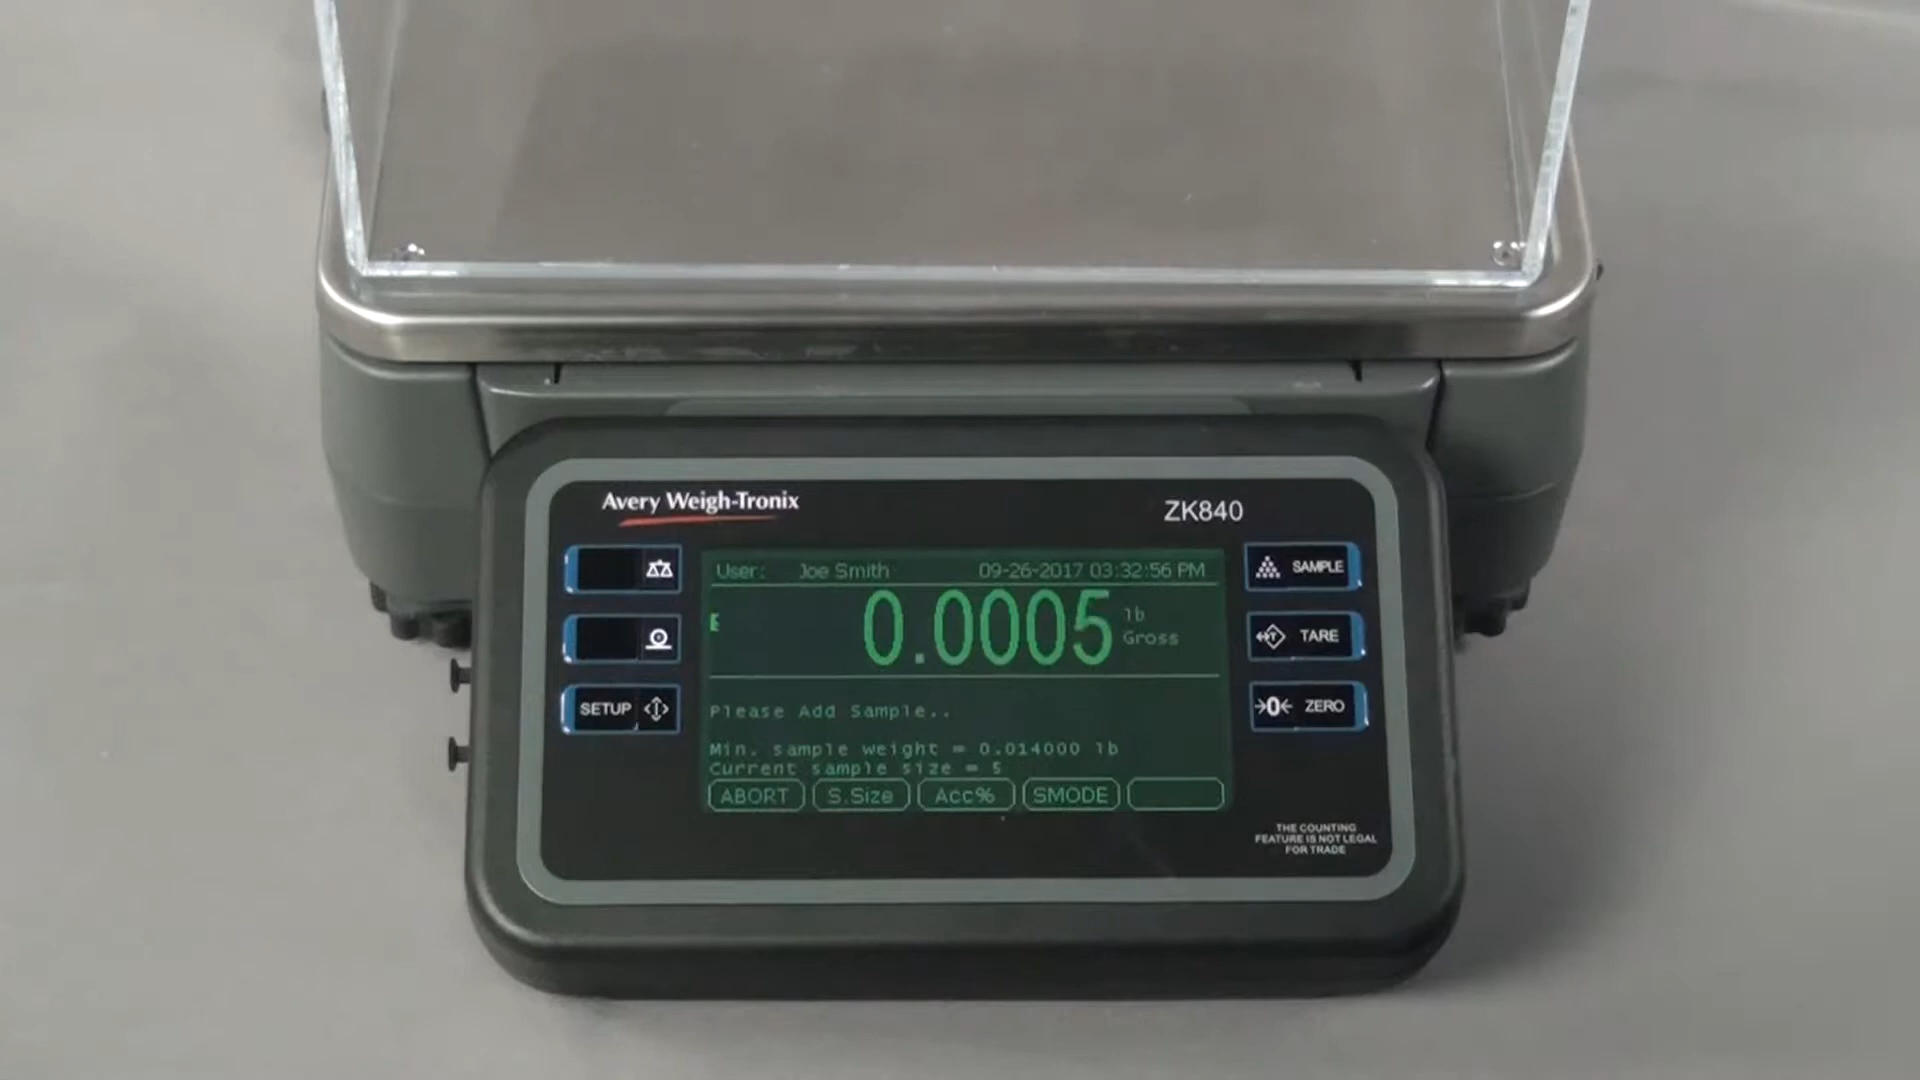 Avery Weigh-Tronix
ZK840
User: Joe Smith 09-26-2017 03:32:56 PM
0.0005 lb
Gross
Please Add Sample..
Min. sample weight = 0.014000 lb
Current sample size = 5
ABORT S.Size Acc% SMODE
SETUP
SAMPLE
TARE
ZERO
THE COUNTING
FEATURE IS NOT LEGAL
FOR TRADE